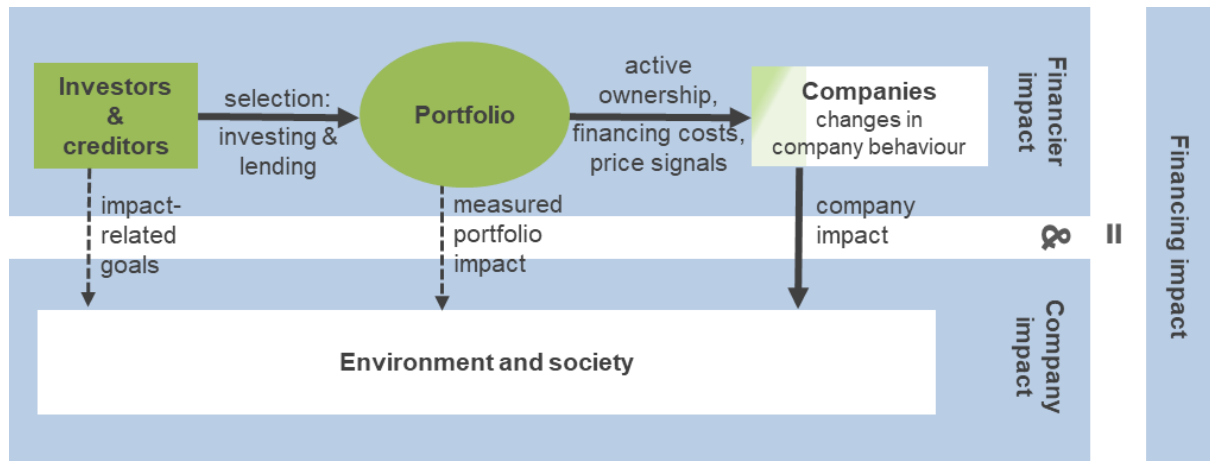 Investors
&
creditors
selection:
investing &
lending
Portfolio
active
ownership,
financing costs,
price signals
Companies
changes in
company behaviour
Financier
impact
impact-
related
goals
measured
portfolio
impact
company
impact
&
=
Financing impact
Environment and society
Company
impact